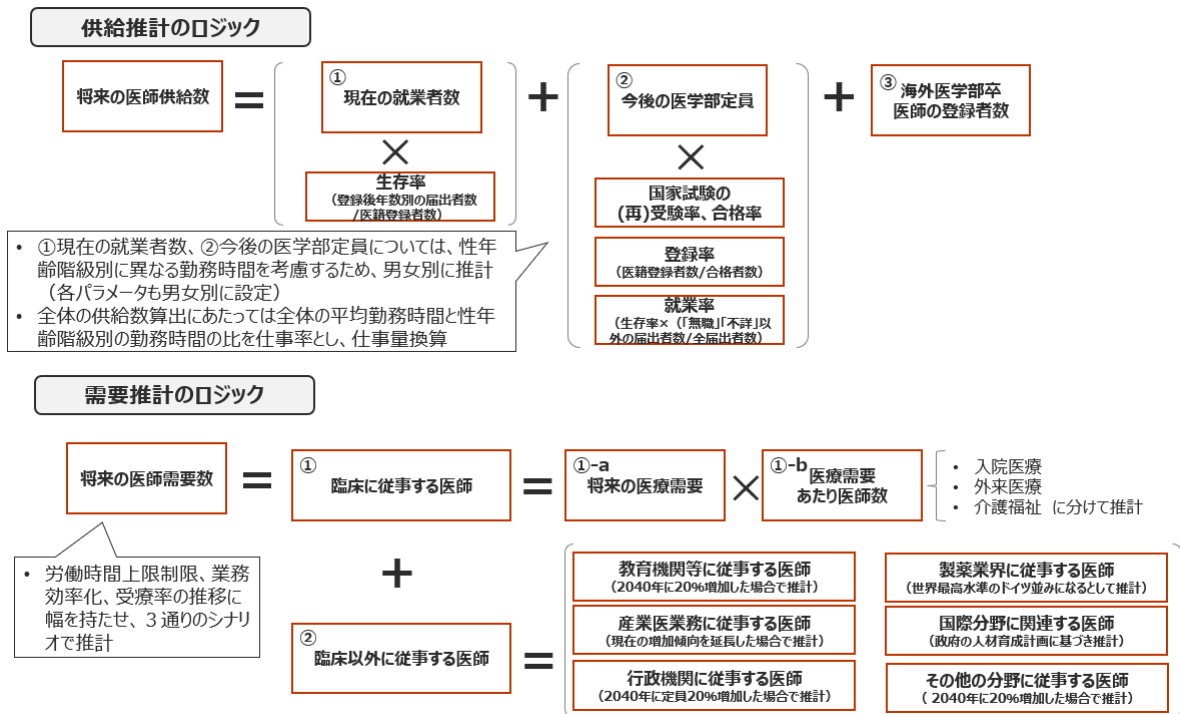 供給推計のロジック
将来の医師供給数
＝
①
現在の就業者数
×
生存率
(登録後年数別の届出者数
/医籍登録者数)
＋
②
今後の医学部定員
×
国家試験の
(再)受験率、合格率
登録率
(医籍登録者数/合格者数)
就業率
(生存率×(「無職」「不詳」以
外の届出者数/全届出者数)
＋
③ 海外医学部卒
医師の登録者数
• ①現在の就業者数、②今後の医学部定員については、性年
齢階級別に異なる勤務時間を考慮するため、男女別に推計
（各パラメータも男女別に設定）
• 全体の供給数算出にあたっては全体の平均勤務時間と性年
齢階級別の勤務時間の比を仕事率とし、仕事量換算
需要推計のロジック
将来の医師需要数
＝
①
臨床に従事する医師
＝
①-a
将来の医療需要
×
①-b
医療需要
あたり医師数
• 入院医療
• 外来医療
• 介護福祉 に分けて推計
• 労働時間上限制限、業務
効率化、受療率の推移に
幅を持たせ、３通りのシナリ
オで推計
＋
②
臨床以外に従事する医師
＝
教育機関等に従事する医師
(2040年に20%増加した場合で推計)
製薬業界に従事する医師
(世界最高水準のドイツ並みになるとして推計)
産業医業務に従事する医師
(現在の増加傾向を延長した場合で推計)
国際分野に関連する医師
(政府の人材育成計画に基づき推計)
行政機関に従事する医師
(2040年に定員20%増加した場合で推計)
その他の分野に従事する医師
( 2040年に20%増加した場合で推計)